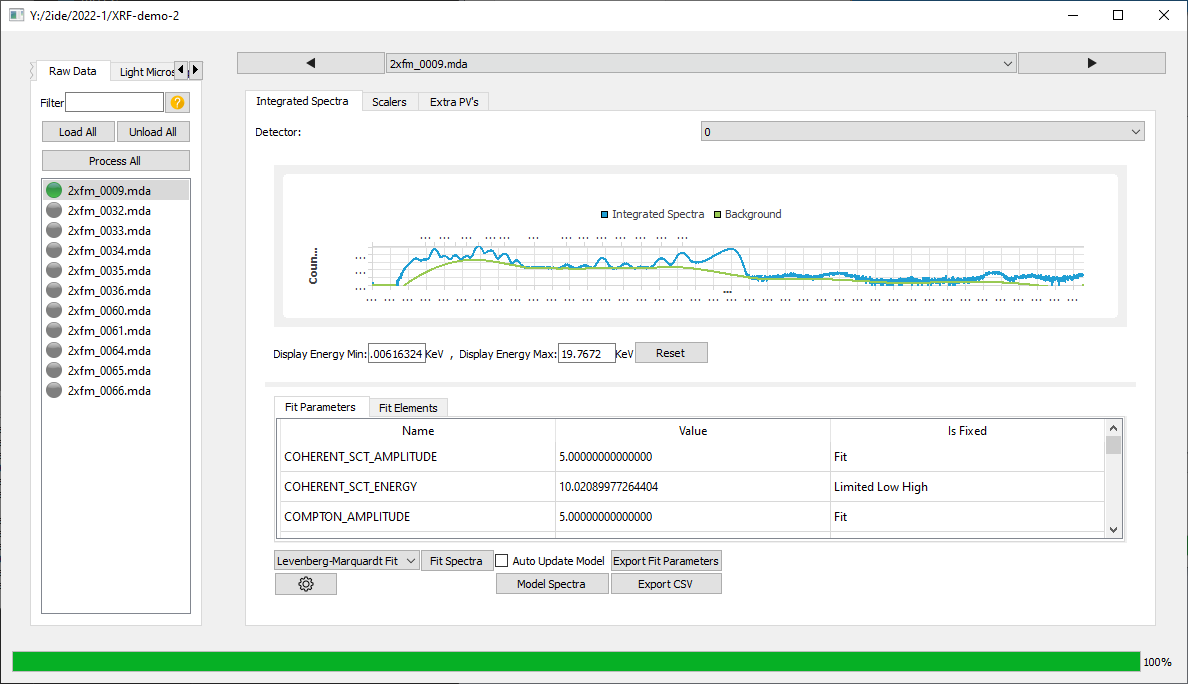 Y:/2ide/2022-1/XRF-demo-2
Raw Data
Light Micros
Filter
?
Load All
Unload All
Process All
2xfm_0009.mda
2xfm_0032.mda
2xfm_0033.mda
2xfm_0034.mda
2xfm_0035.mda
2xfm_0036.mda
2xfm_0060.mda
2xfm_0061.mda
2xfm_0064.mda
2xfm_0065.mda
2xfm_0066.mda
2xfm_0009.mda
Integrated Spectra Scalers Extra PV's
Detector: 0
Integrated Spectra Background
Coun...
Display Energy Min: .00616324 KeV , Display Energy Max: 19.7672 KeV Reset
Fit Parameters Fit Elements
Name Value Is Fixed
COHERENT_SCT_AMPLITUDE 5.00000000000000 Fit
COHERENT_SCT_ENERGY 10.02089977264404 Limited Low High
COMPTON_AMPLITUDE 5.00000000000000 Fit
Levenberg-Marquardt Fit Fit Spectra Auto Update Model Export Fit Parameters
Model Spectra Export CSV
100%